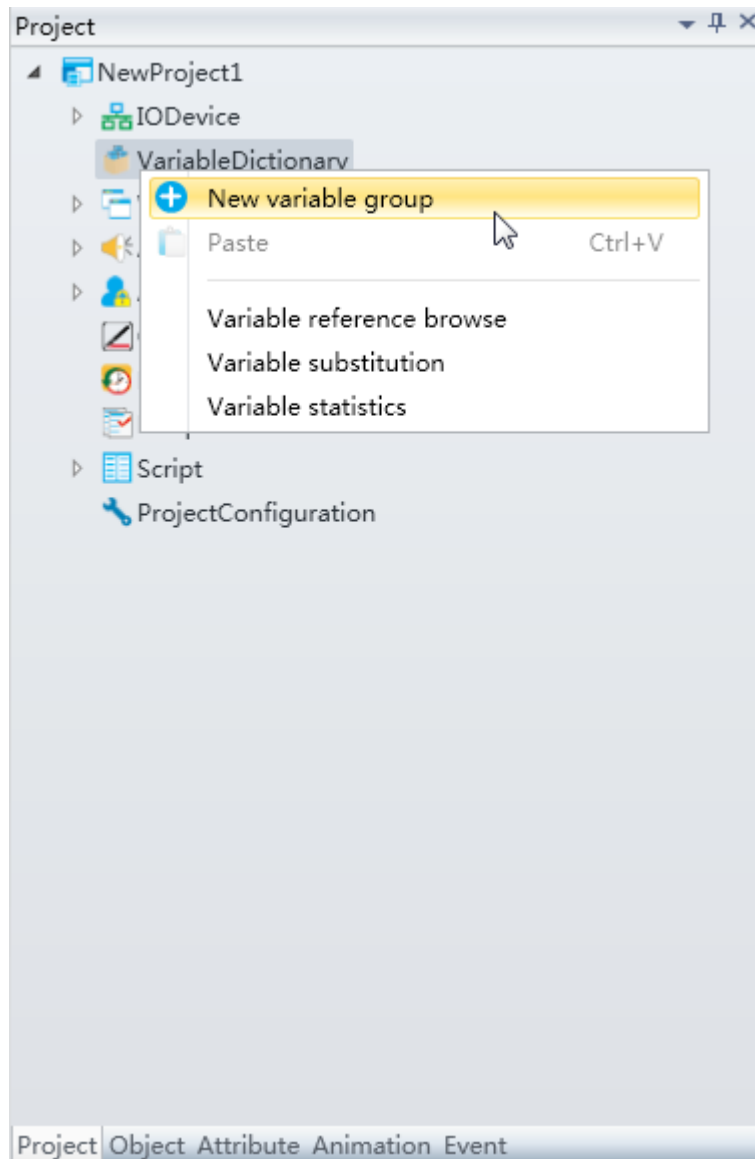 Project
NewProject1
IODevice
VariableDictionary
New variable group
Paste Ctrl+V
Variable reference browse
Variable substitution
Variable statistics
Script
ProjectConfiguration
Project Object Attribute Animation Event